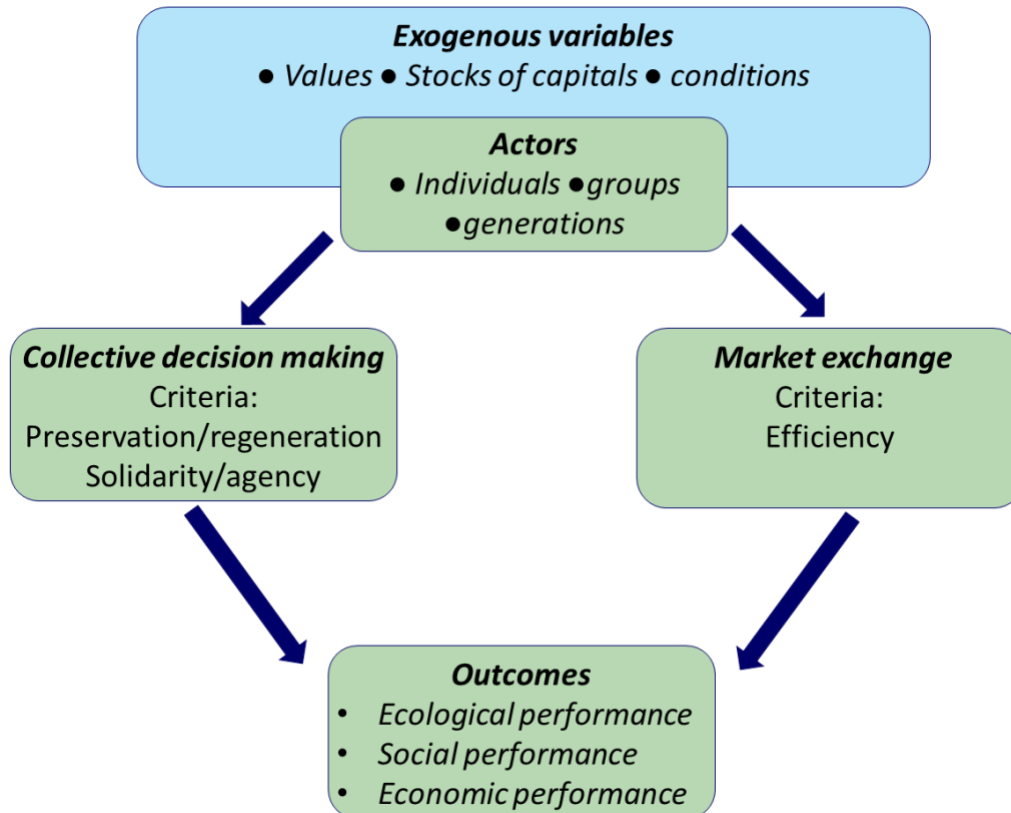 Exogenous variables
● Values ● Stocks of capitals ● conditions
Actors
● Individuals ●groups
●generations
Collective decision making
Criteria:
Preservation/regeneration
Solidarity/agency
Market exchange
Criteria:
Efficiency
Outcomes
• Ecological performance
• Social performance
• Economic performance